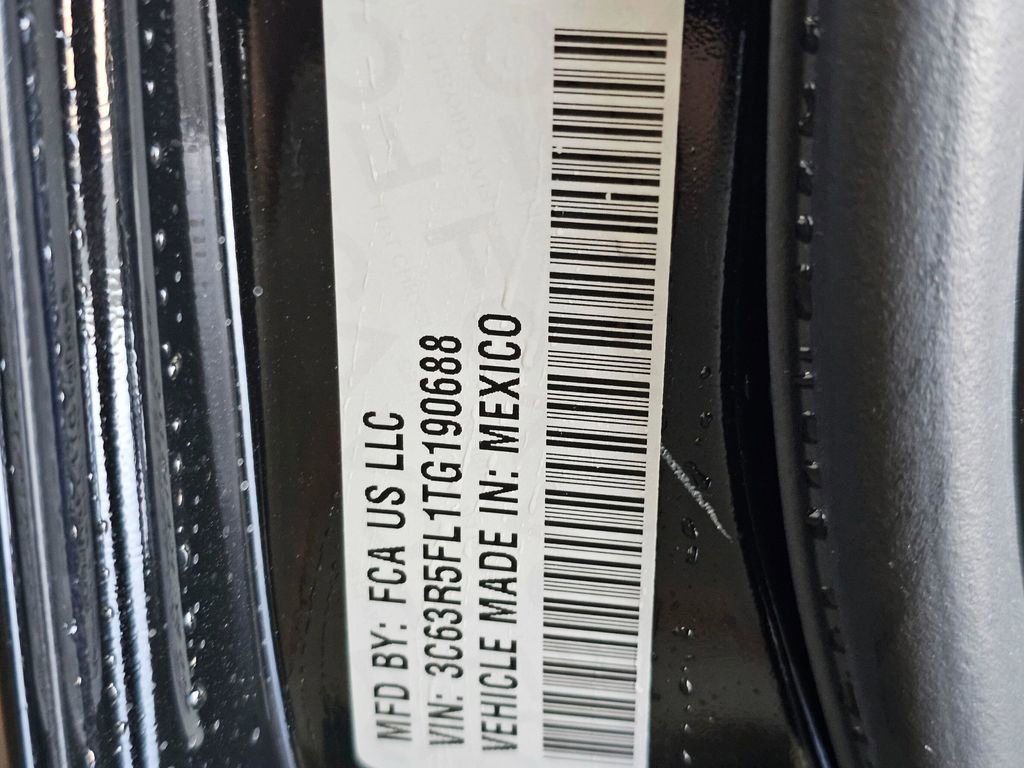 MFD BY: FCA US LLC
VIN: 3C63R5FL1TG190688
VEHICLE MADE IN: MEXICO